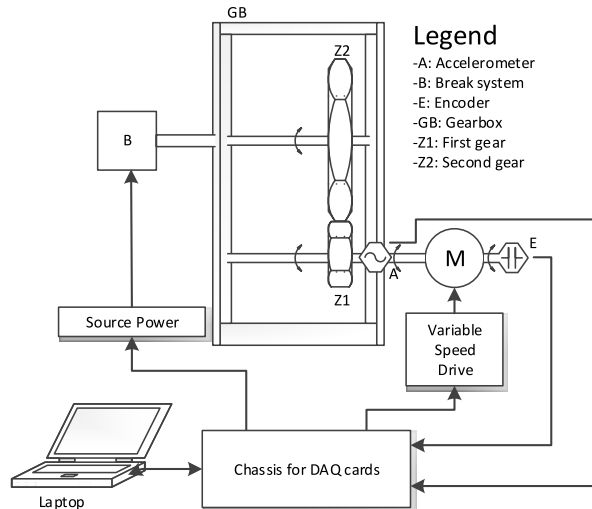 GB
Legend
-A: Accelerometer
-B: Break system
-E: Encoder
-GB: Gearbox
-Z1: First gear
-Z2: Second gear
Z2
B
E
M
A
Z1
Source Power
Variable
Speed
Drive
Chassis for DAQ cards
Laptop